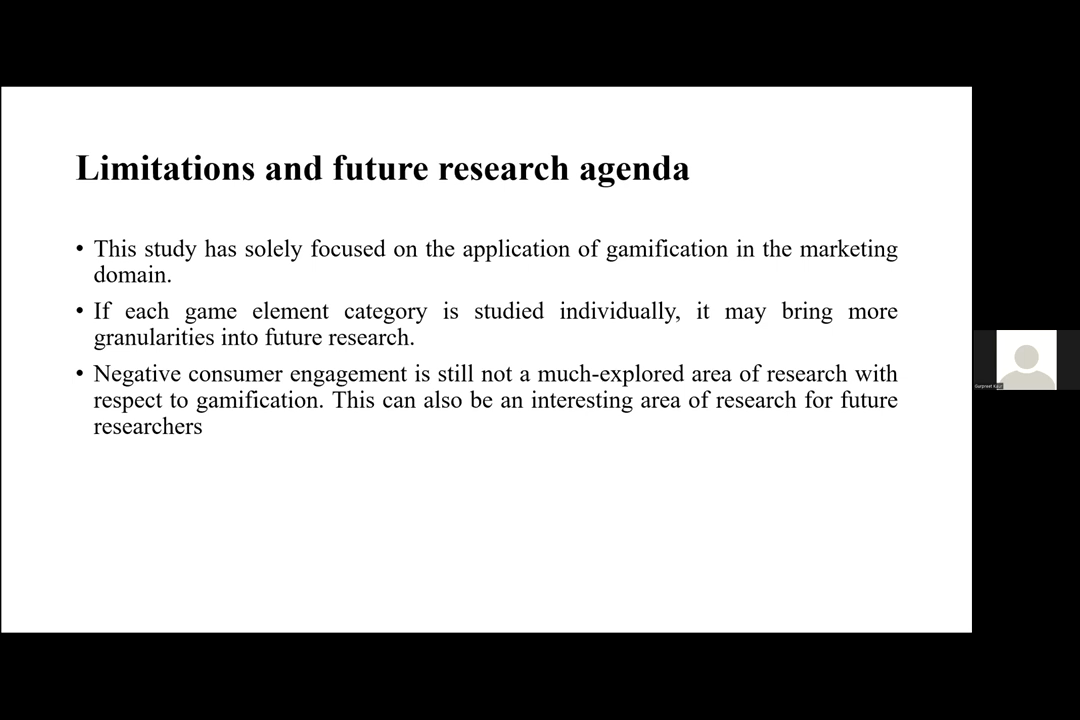 Limitations and future research agenda
• This study has solely focused on the application of gamification in the marketing
domain.
• If each game element category is studied individually, it may bring more
granularities into future research.
• Negative consumer engagement is still not a much-explored area of research with
respect to gamification. This can also be an interesting area of research for future
researchers
Gurpreet Kaur